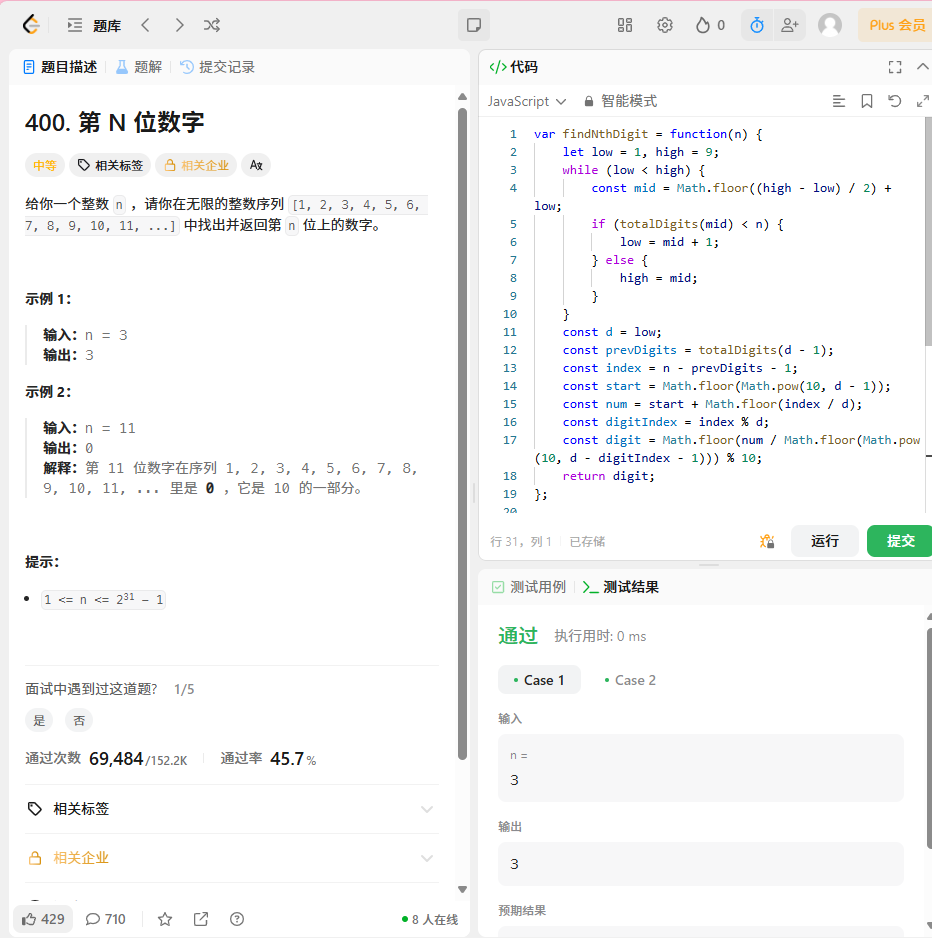 题库
0
Plus 会员
题目描述
题解
提交记录
400. 第 N 位数字
中等
相关标签
相关企业
给你一个整数 n ，请你在无限的整数序列 [1, 2, 3, 4, 5, 6,
7, 8, 9, 10, 11, ...] 中找出并返回第 n 位上的数字。
示例 1：
输入：n = 3
输出：3
示例 2：
输入：n = 11
输出：0
解释：第 11 位数字在序列 1, 2, 3, 4, 5, 6, 7, 8,
9, 10, 11, ... 里是 0 ，它是 10 的一部分。
提示：
1 <= n <= 2³¹ - 1
面试中遇到过这道题? 1/5
是 否
通过次数 69,484/152.2K 通过率 45.7%
相关标签
相关企业
429 710
8 人在线
</> 代码
JavaScript 智能模式
1 var findNthDigit = function(n) {
2 let low = 1, high = 9;
3 while (low < high) {
4 const mid = Math.floor((high - low) / 2) +
low;
5 if (totalDigits(mid) < n) {
6 low = mid + 1;
7 } else {
8 high = mid;
9 }
10 }
11 const d = low;
12 const prevDigits = totalDigits(d - 1);
13 const index = n - prevDigits - 1;
14 const start = Math.floor(Math.pow(10, d - 1));
15 const num = start + Math.floor(index / d);
16 const digitIndex = index % d;
17 const digit = Math.floor(num / Math.floor(Math.pow
(10, d - digitIndex - 1))) % 10;
18 return digit;
19 };
20
行 31，列 1 已存储
运行
提交
测试用例
测试结果
通过 执行用时: 0 ms
Case 1
Case 2
输入
n =
3
输出
3
预期结果